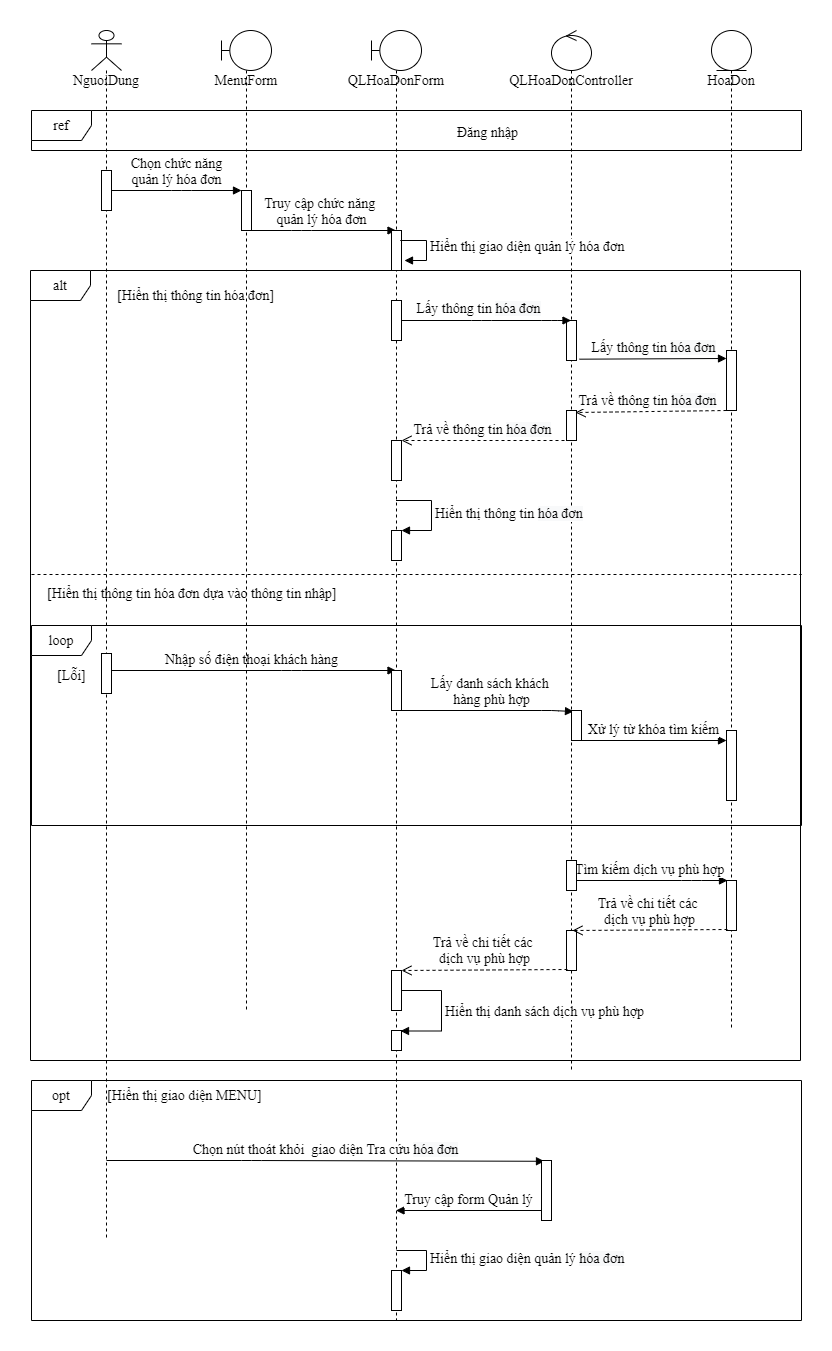 NguoiDung
MenuForm
QLHoaDonForm
QLHoaDonController
HoaDon
ref
Đăng nhập
Chọn chức năng
quản lý hóa đơn
Truy cập chức năng
quản lý hóa đơn
Hiển thị giao diện quản lý hóa đơn
alt
[Hiển thị thông tin hóa đơn]
Lấy thông tin hóa đơn
Lấy thông tin hóa đơn
Trả về thông tin hóa đơn
Trả về thông tin hóa đơn
Hiển thị thông tin hóa đơn
[Hiển thị thông tin hóa đơn dựa vào thông tin nhập]
loop
Nhập số điện thoại khách hàng
[Lỗi]
Lấy danh sách khách
hàng phù hợp
Xử lý từ khóa tìm kiếm
Tìm kiếm dịch vụ phù hợp
Trả về chi tiết các
dịch vụ phù hợp
Trả về chi tiết các
dịch vụ phù hợp
Hiển thị danh sách dịch vụ phù hợp
opt
[Hiển thị giao diện MENU]
Chọn nút thoát khỏi giao diện Tra cứu hóa đơn
Truy cập form Quản lý
Hiển thị giao diện quản lý hóa đơn